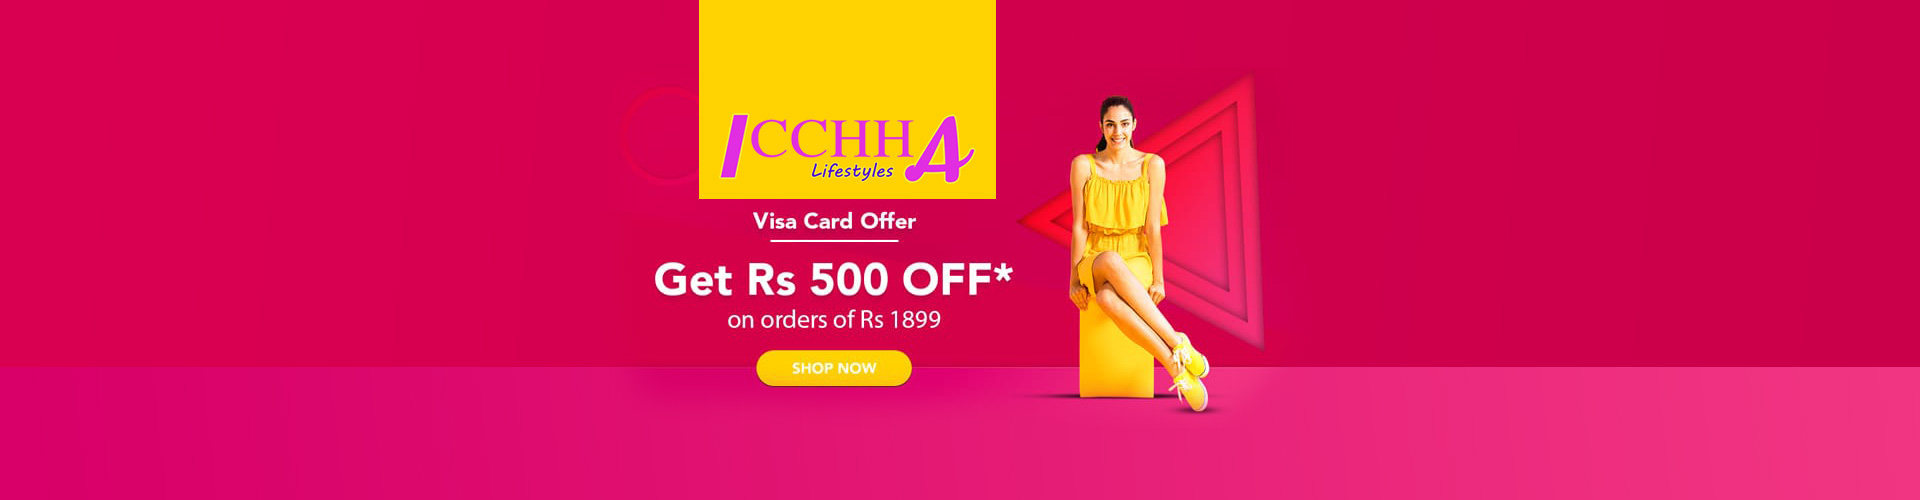 ICCHHA
Lifestyles
Visa Card Offer
Get Rs 500 OFF*
on orders of Rs 1899
SHOP NOW